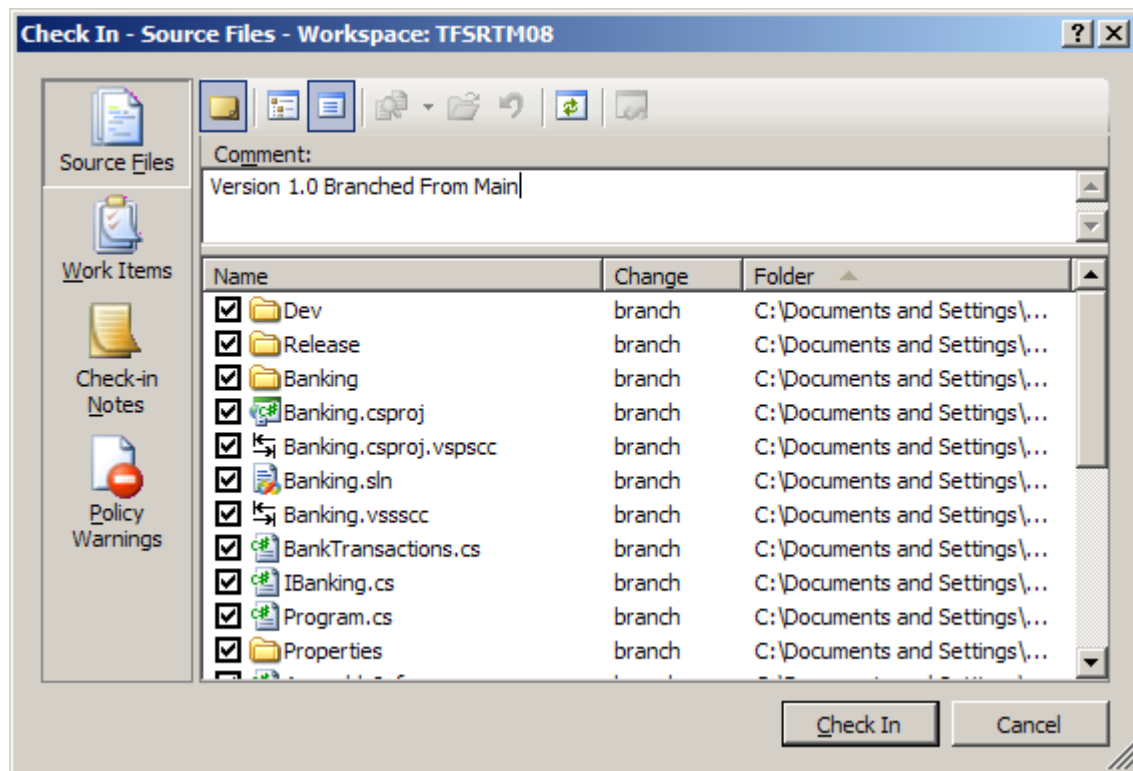 Check In - Source Files - Workspace: TFSRTM08
Source Files
Work Items
Check-in
Notes
Policy
Warnings
Comment:
Version 1.0 Branched From Main
Name Change Folder
Dev branch C:\Documents and Settings\...
Release branch C:\Documents and Settings\...
Banking branch C:\Documents and Settings\...
Banking.csproj branch C:\Documents and Settings\...
Banking.csproj.vspscc branch C:\Documents and Settings\...
Banking.sln branch C:\Documents and Settings\...
Banking.vssscc branch C:\Documents and Settings\...
BankTransactions.cs branch C:\Documents and Settings\...
IBanking.cs branch C:\Documents and Settings\...
Program.cs branch C:\Documents and Settings\...
Properties branch C:\Documents and Settings\...
Check In Cancel